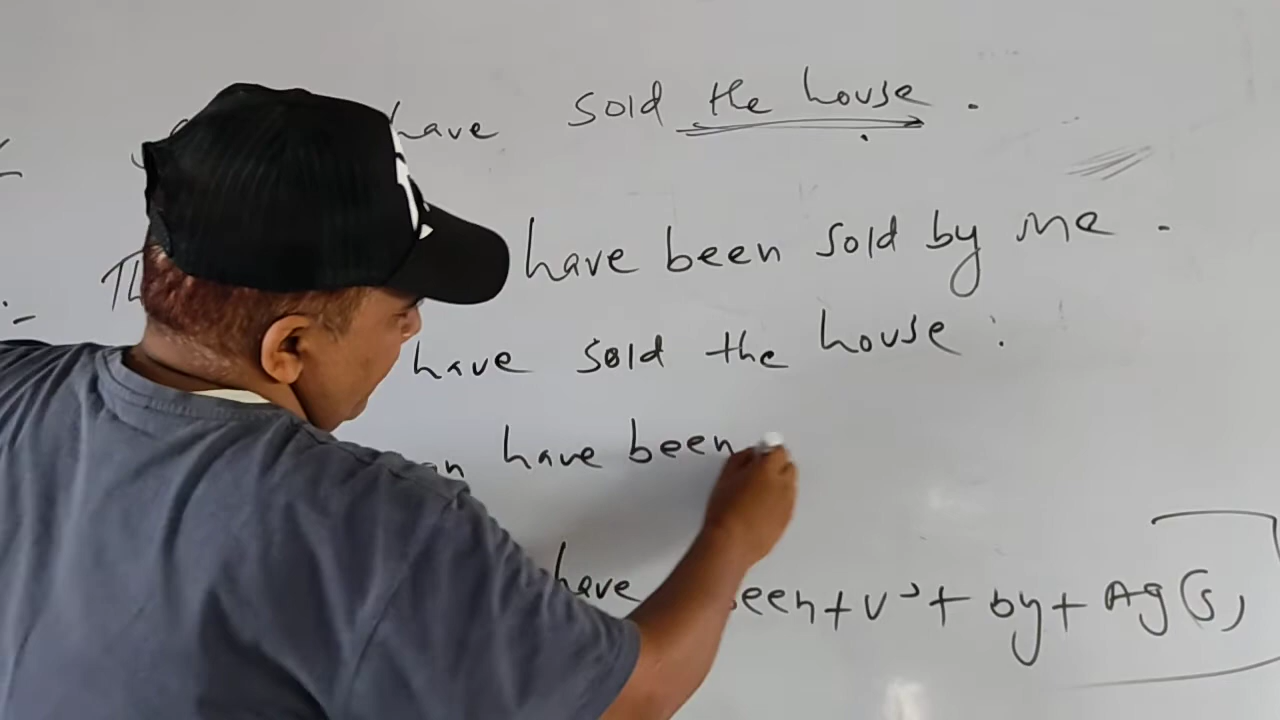 have sold the house .
have been sold by me .
have sold the house :
have been
have een + V³ + by + Ag(s)